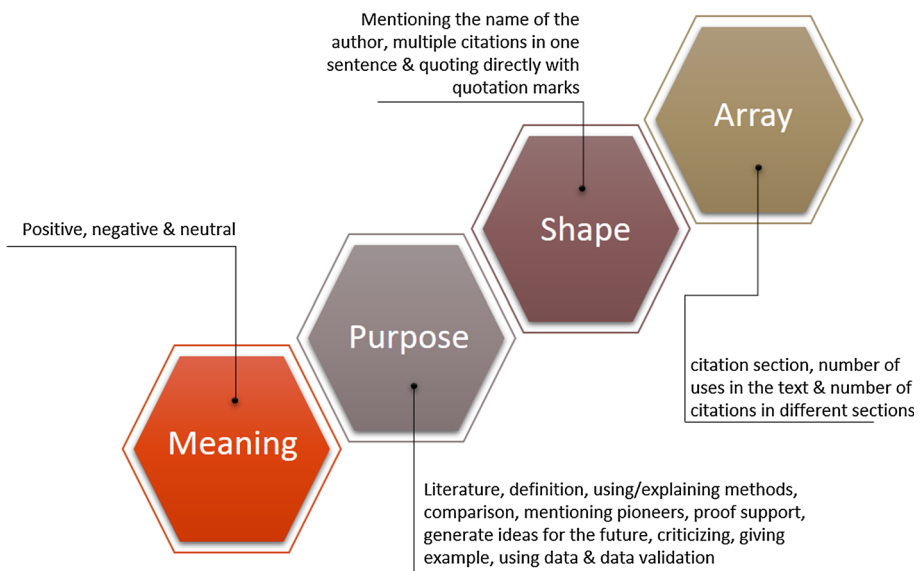 Mentioning the name of the
author, multiple citations in one
sentence & quoting directly with
quotation marks
Array
Shape
Positive, negative & neutral
Purpose
citation section, number of
uses in the text & number of
citations in different sections
Meaning
Literature, definition, using/explaining methods,
comparison, mentioning pioneers, proof support,
generate ideas for the future, criticizing, giving
example, using data & data validation